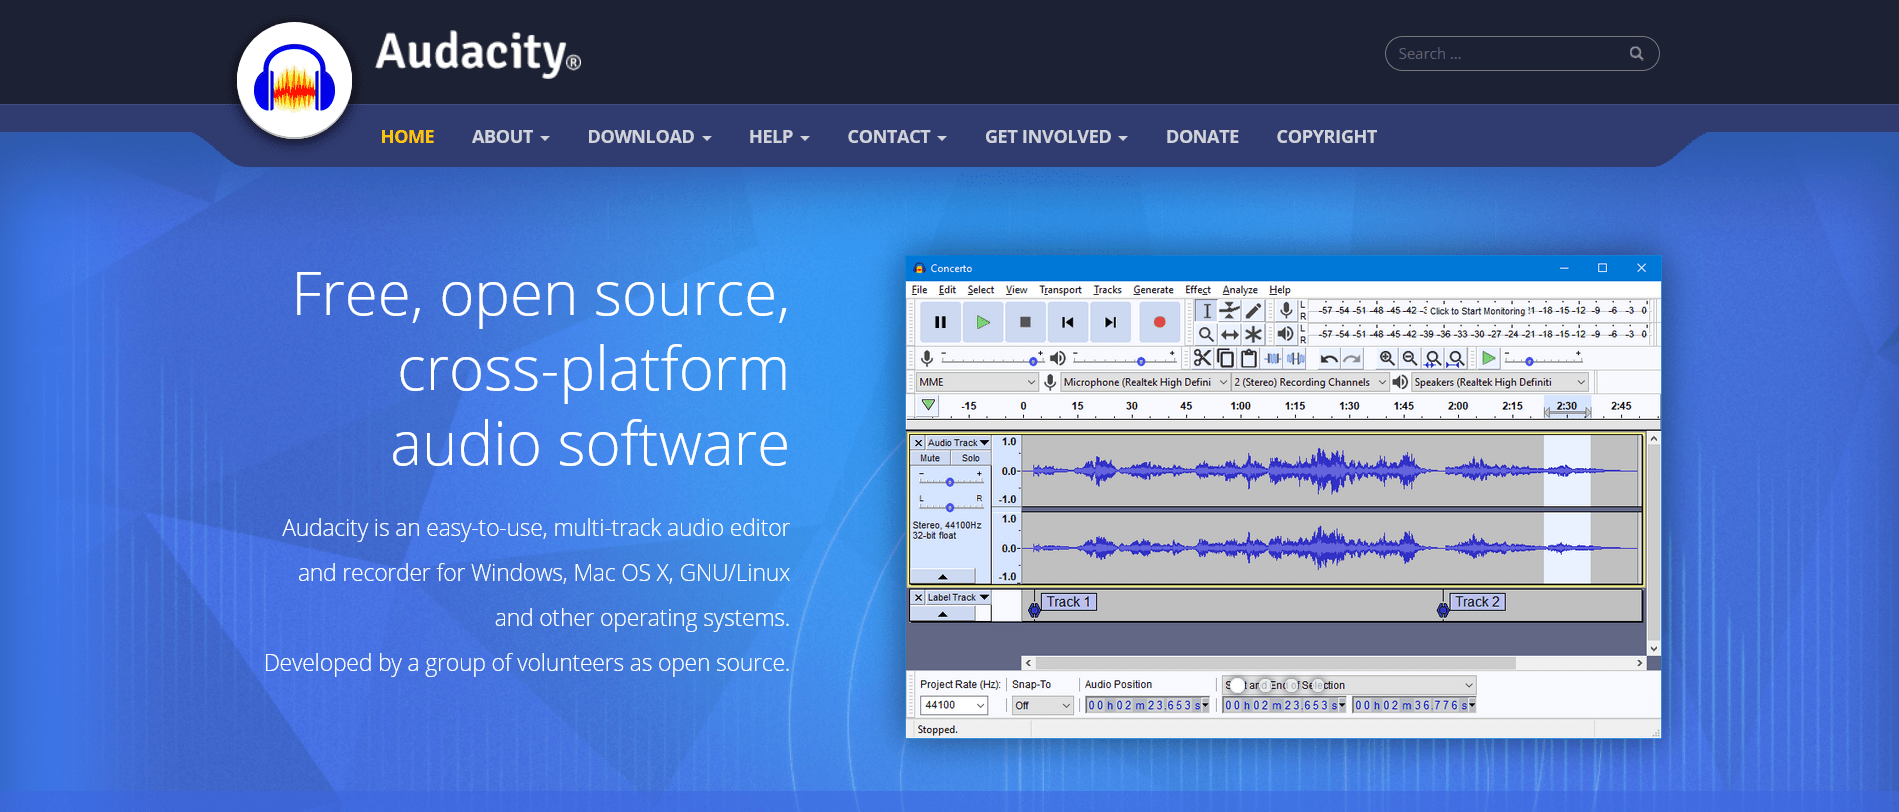 Audacity®
Search ...
HOME ABOUT DOWNLOAD HELP CONTACT GET INVOLVED DONATE COPYRIGHT
Free, open source,
cross-platform
audio software
Audacity is an easy-to-use, multi-track audio editor
and recorder for Windows, Mac OS X, GNU/Linux
and other operating systems.
Developed by a group of volunteers as open source.
Concerto
File Edit Select View Transport Tracks Generate Effect Analyze Help
L
R
-57 -54 -51 -48 -45 -42 -3 Click to Start Monitoring !1 -18 -15 -12 -9 -6 -3 0
L
R
-57 -54 -51 -48 -45 -42 -39 -36 -33 -30 -27 -24 -21 -18 -15 -12 -9 -6 -3 0
- + - + - +
MME Microphone (Realtek High Defini 2 (Stereo) Recording Channels Speakers (Realtek High Definiti
-15 0 15 30 45 1:00 1:15 1:30 1:45 2:00 2:15 2:30 2:45
Audio Track 1.0
Mute Solo
- +
0.0
L R
-1.0
Stereo, 44100Hz 1.0
32-bit float
0.0
-1.0
Label Track
Track 1 Track 2
Project Rate (Hz): Snap-To Audio Position Start and End of Selection
44100 Off 00 h 02 m 23.653 s 00 h 02 m 23.653 s 00 h 02 m 36.776 s
Stopped.